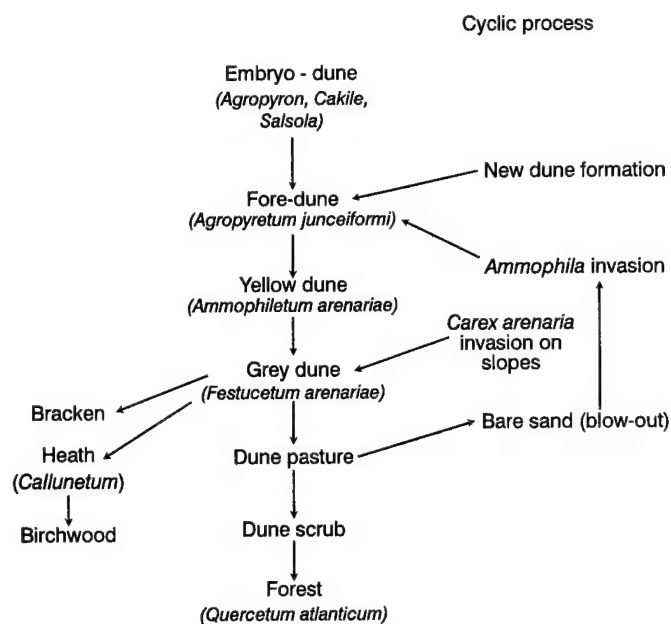 Cyclic process
Embryo - dune
(Agropyron, Cakile,
Salsola)
New dune formation
Fore-dune
(Agropyretum junceiformi)
Ammophila invasion
Yellow dune
(Ammophiletum arenariae)
Carex arenaria
invasion on
slopes
Grey dune
(Festucetum arenariae)
Bracken
Bare sand (blow-out)
Heath
(Callunetum)
Dune pasture
Birchwood
Dune scrub
Forest
(Quercetum atlanticum)